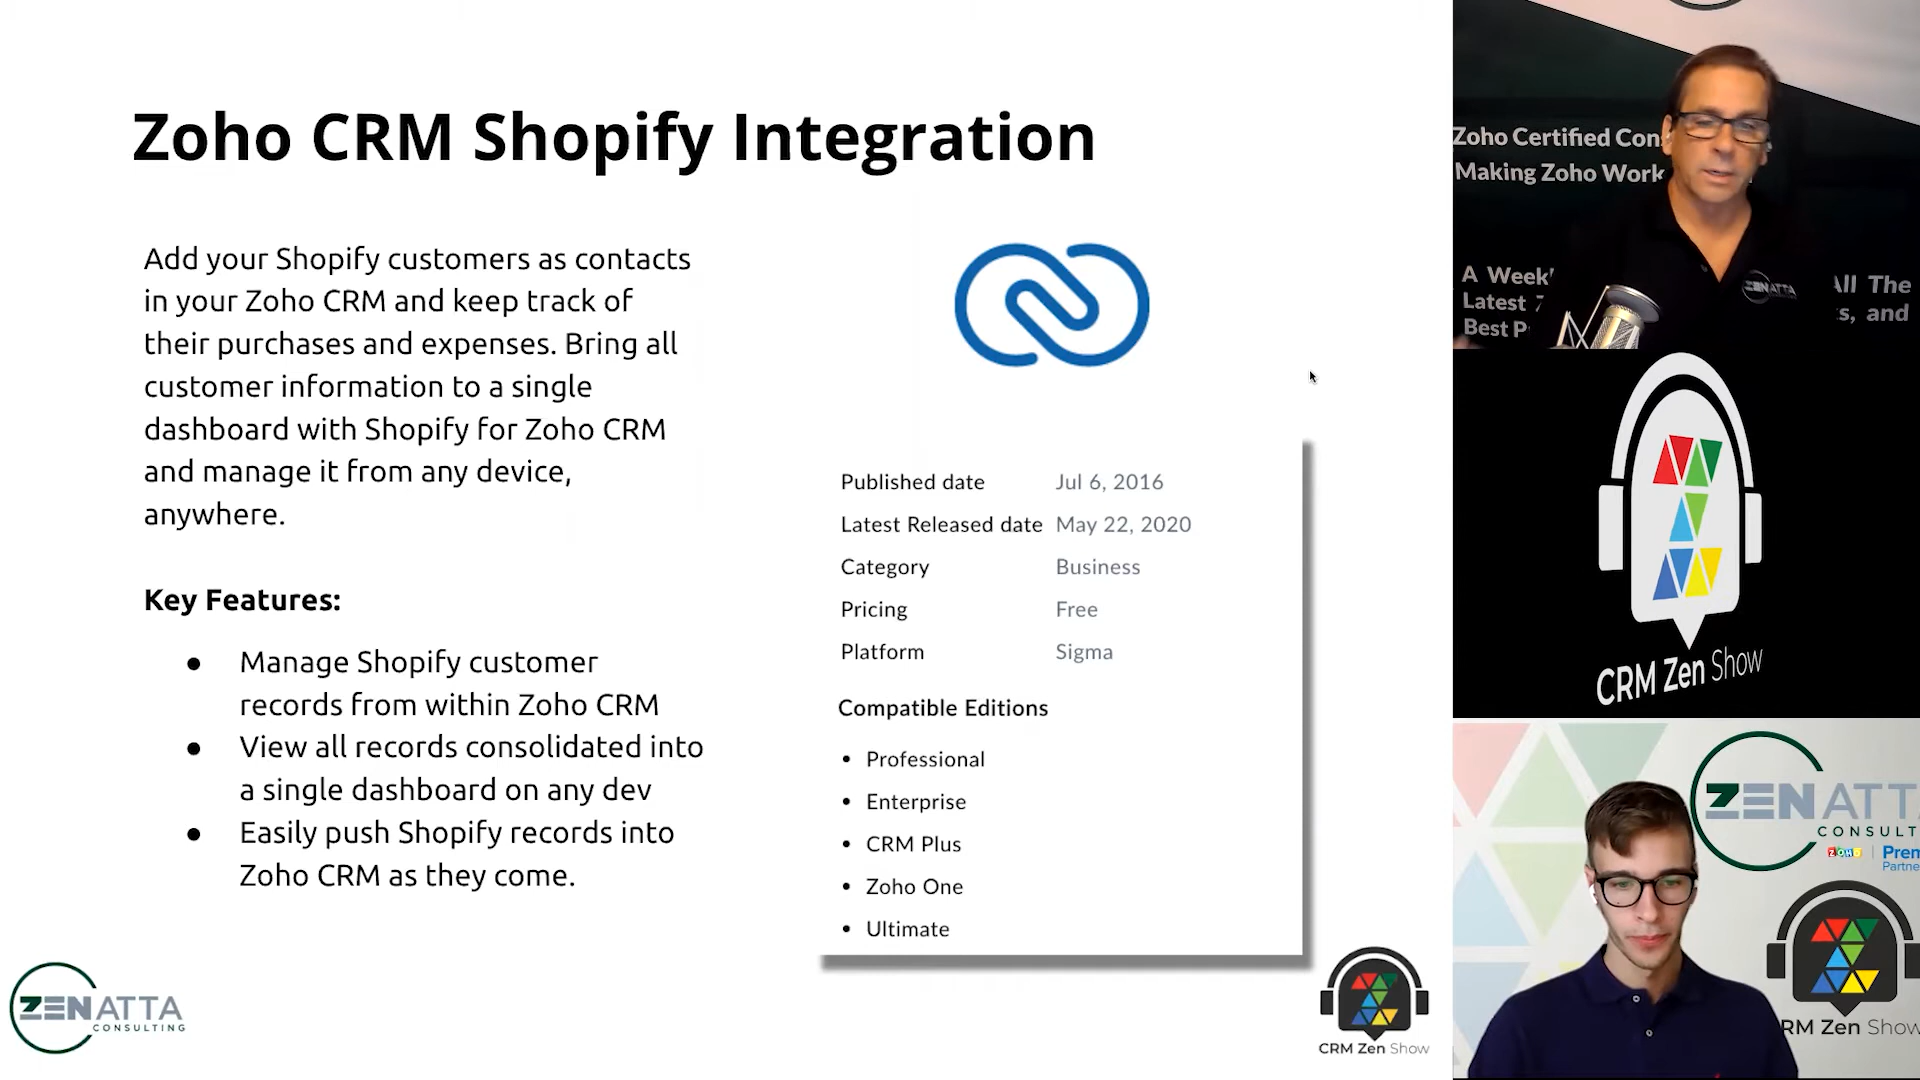 Zoho CRM Shopify Integration
Add your Shopify customers as contacts
in your Zoho CRM and keep track of
their purchases and expenses. Bring all
customer information to a single
dashboard with Shopify for Zoho CRM
and manage it from any device,
anywhere.
Key Features:
● Manage Shopify customer
records from within Zoho CRM
● View all records consolidated into
a single dashboard on any dev
● Easily push Shopify records into
Zoho CRM as they come.
Published date Jul 6, 2016
Latest Released date May 22, 2020
Category Business
Pricing Free
Platform Sigma
Compatible Editions
• Professional
• Enterprise
• CRM Plus
• Zoho One
• Ultimate
ZENATTA
CONSULTING
CRM Zen Show
Zoho Certified Con
Making Zoho Work
A Week
Latest
Best P
All The
s, and
ZENATTA
CRM Zen Show
ZENATT
CONSULT
ZOHO Prem
Partne
RM Zen Show